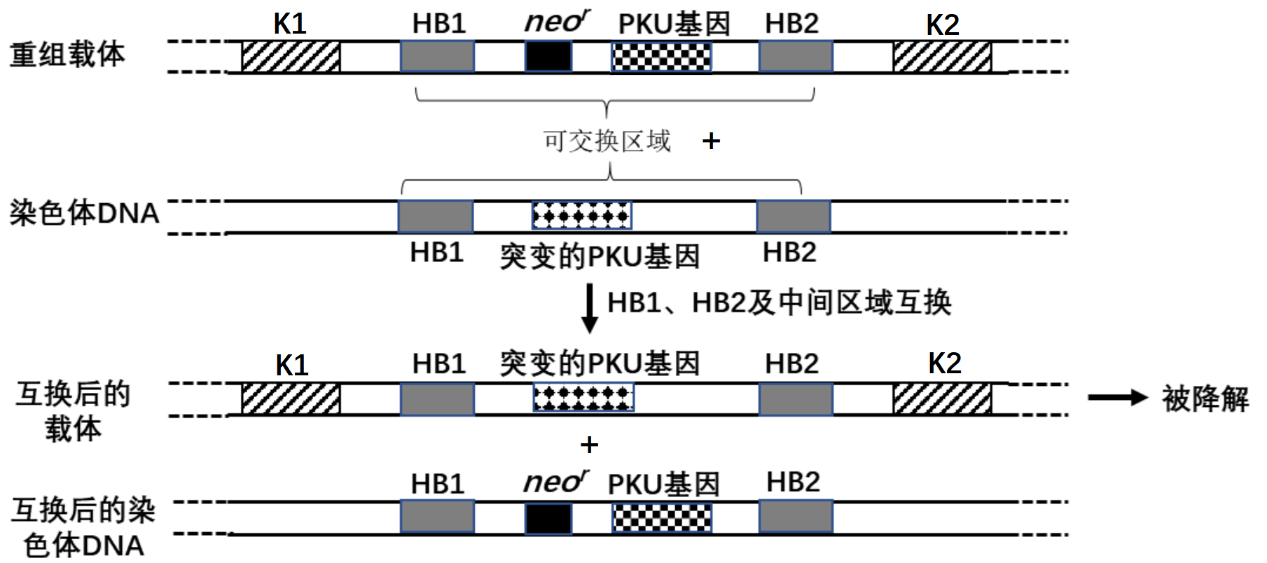 K1 HB1 neoʳ PKU基因 HB2 K2
重组载体
可交换区域 +
染色体DNA
HB1 突变的PKU基因 HB2
HB1、HB2及中间区域互换
K1 HB1 突变的PKU基因 HB2 K2
互换后的
载体
被降解
+
HB1 neoʳ PKU基因 HB2
互换后的染
色体DNA